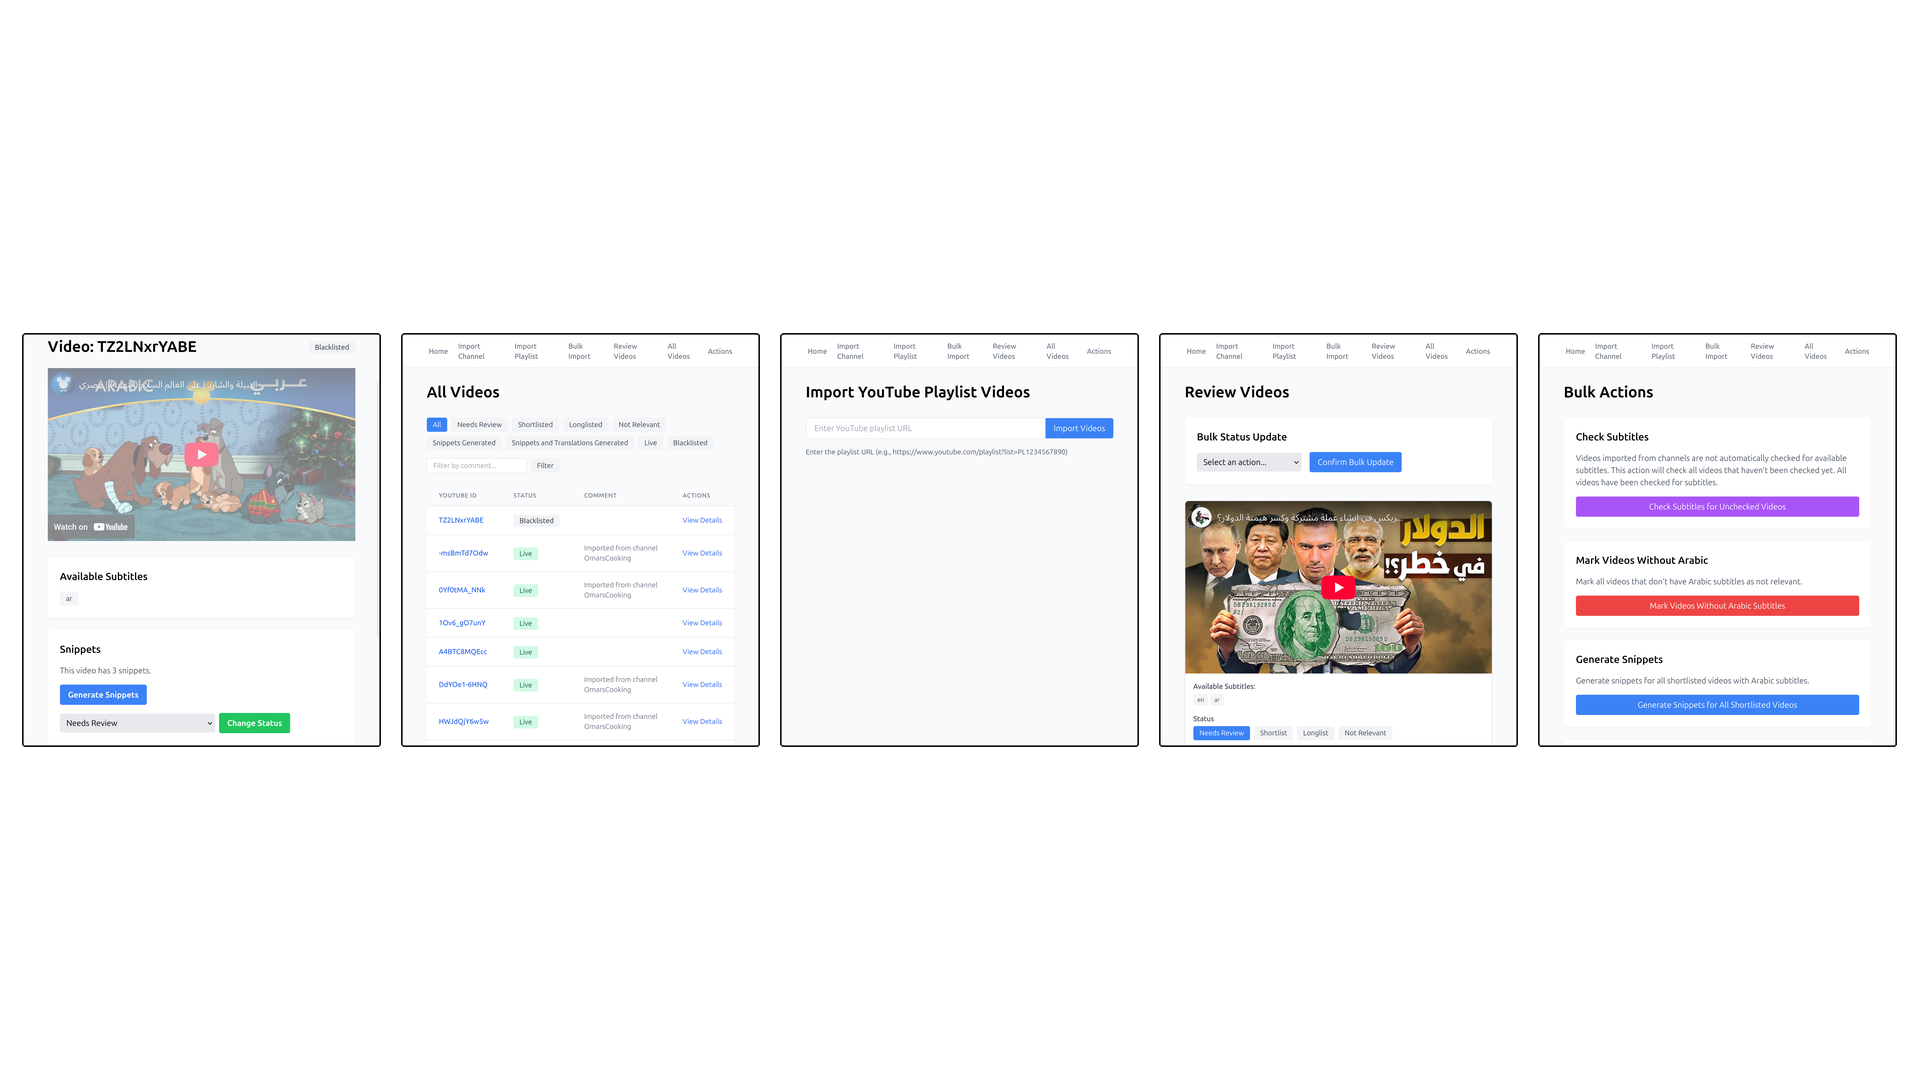 Video: TZ2LNxrYABE
Blacklisted
عربي
ARABIC
Watch on YouTube
Available Subtitles
ar
Snippets
This video has 3 snippets.
Generate Snippets
Needs Review
Change Status
Home Import Channel Import Playlist Bulk Import Review Videos All Videos Actions
All Videos
All Needs Review Shortlisted Longlisted Not Relevant
Snippets Generated Snippets and Translations Generated Live Blacklisted
Filter by comment... Filter
YOUTUBE ID STATUS COMMENT ACTIONS
TZ2LNxrYABE Blacklisted View Details
-msBmTd7Odw Live Imported from channel OmarsCooking View Details
0Yf0tMA_NNk Live Imported from channel OmarsCooking View Details
1Ov6_gO7unY Live View Details
A4BTC8MQEcc Live View Details
DdYOe1-6HNQ Live Imported from channel OmarsCooking View Details
HWJdQjY6w5w Live Imported from channel OmarsCooking View Details
Home Import Channel Import Playlist Bulk Import Review Videos All Videos Actions
Import YouTube Playlist Videos
Enter YouTube playlist URL Import Videos
Enter the playlist URL (e.g., https://www.youtube.com/playlist?list=PL1234567890)
Home Import Channel Import Playlist Bulk Import Review Videos All Videos Actions
Review Videos
Bulk Status Update
Select an action... Confirm Bulk Update
بريكس في إنشاء عملة مشتركة وكسر هيمنة الدولار؟...
الدولار
في خطر؟!
Available Subtitles:
en ar
Status
Needs Review Shortlist Longlist Not Relevant
Home Import Channel Import Playlist Bulk Import Review Videos All Videos Actions
Bulk Actions
Check Subtitles
Videos imported from channels are not automatically checked for available
subtitles. This action will check all videos that haven't been checked yet. All
videos have been checked for subtitles.
Check Subtitles for Unchecked Videos
Mark Videos Without Arabic
Mark all videos that don't have Arabic subtitles as not relevant.
Mark Videos Without Arabic Subtitles
Generate Snippets
Generate snippets for all shortlisted videos with Arabic subtitles.
Generate Snippets for All Shortlisted Videos